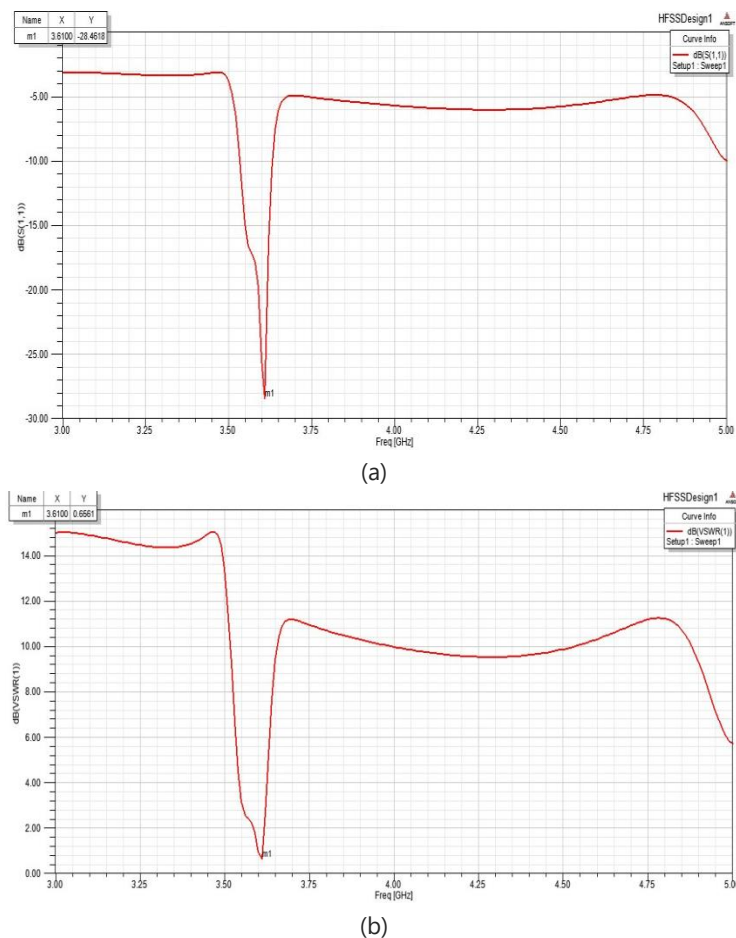 Name X Y
m1 3.6100 -28.4618
HFSSDesign1
ANSOFT
Curve Info
dB(S(1,1))
Setup1 : Sweep1
-5.00
-10.00
-15.00
-20.00
-25.00
-30.00
dB(S(1,1))
m1
3.00 3.25 3.50 3.75 4.00 4.25 4.50 4.75 5.00
Freq [GHz]
(a)
Name X Y
m1 3.6100 0.6561
HFSSDesign1
Curve Info
dB(VSWR(1))
Setup1 : Sweep1
14.00
12.00
10.00
8.00
6.00
4.00
2.00
0.00
dB(VSWR(1))
m1
3.00 3.25 3.50 3.75 4.00 4.25 4.50 4.75 5.00
Freq [GHz]
(b)